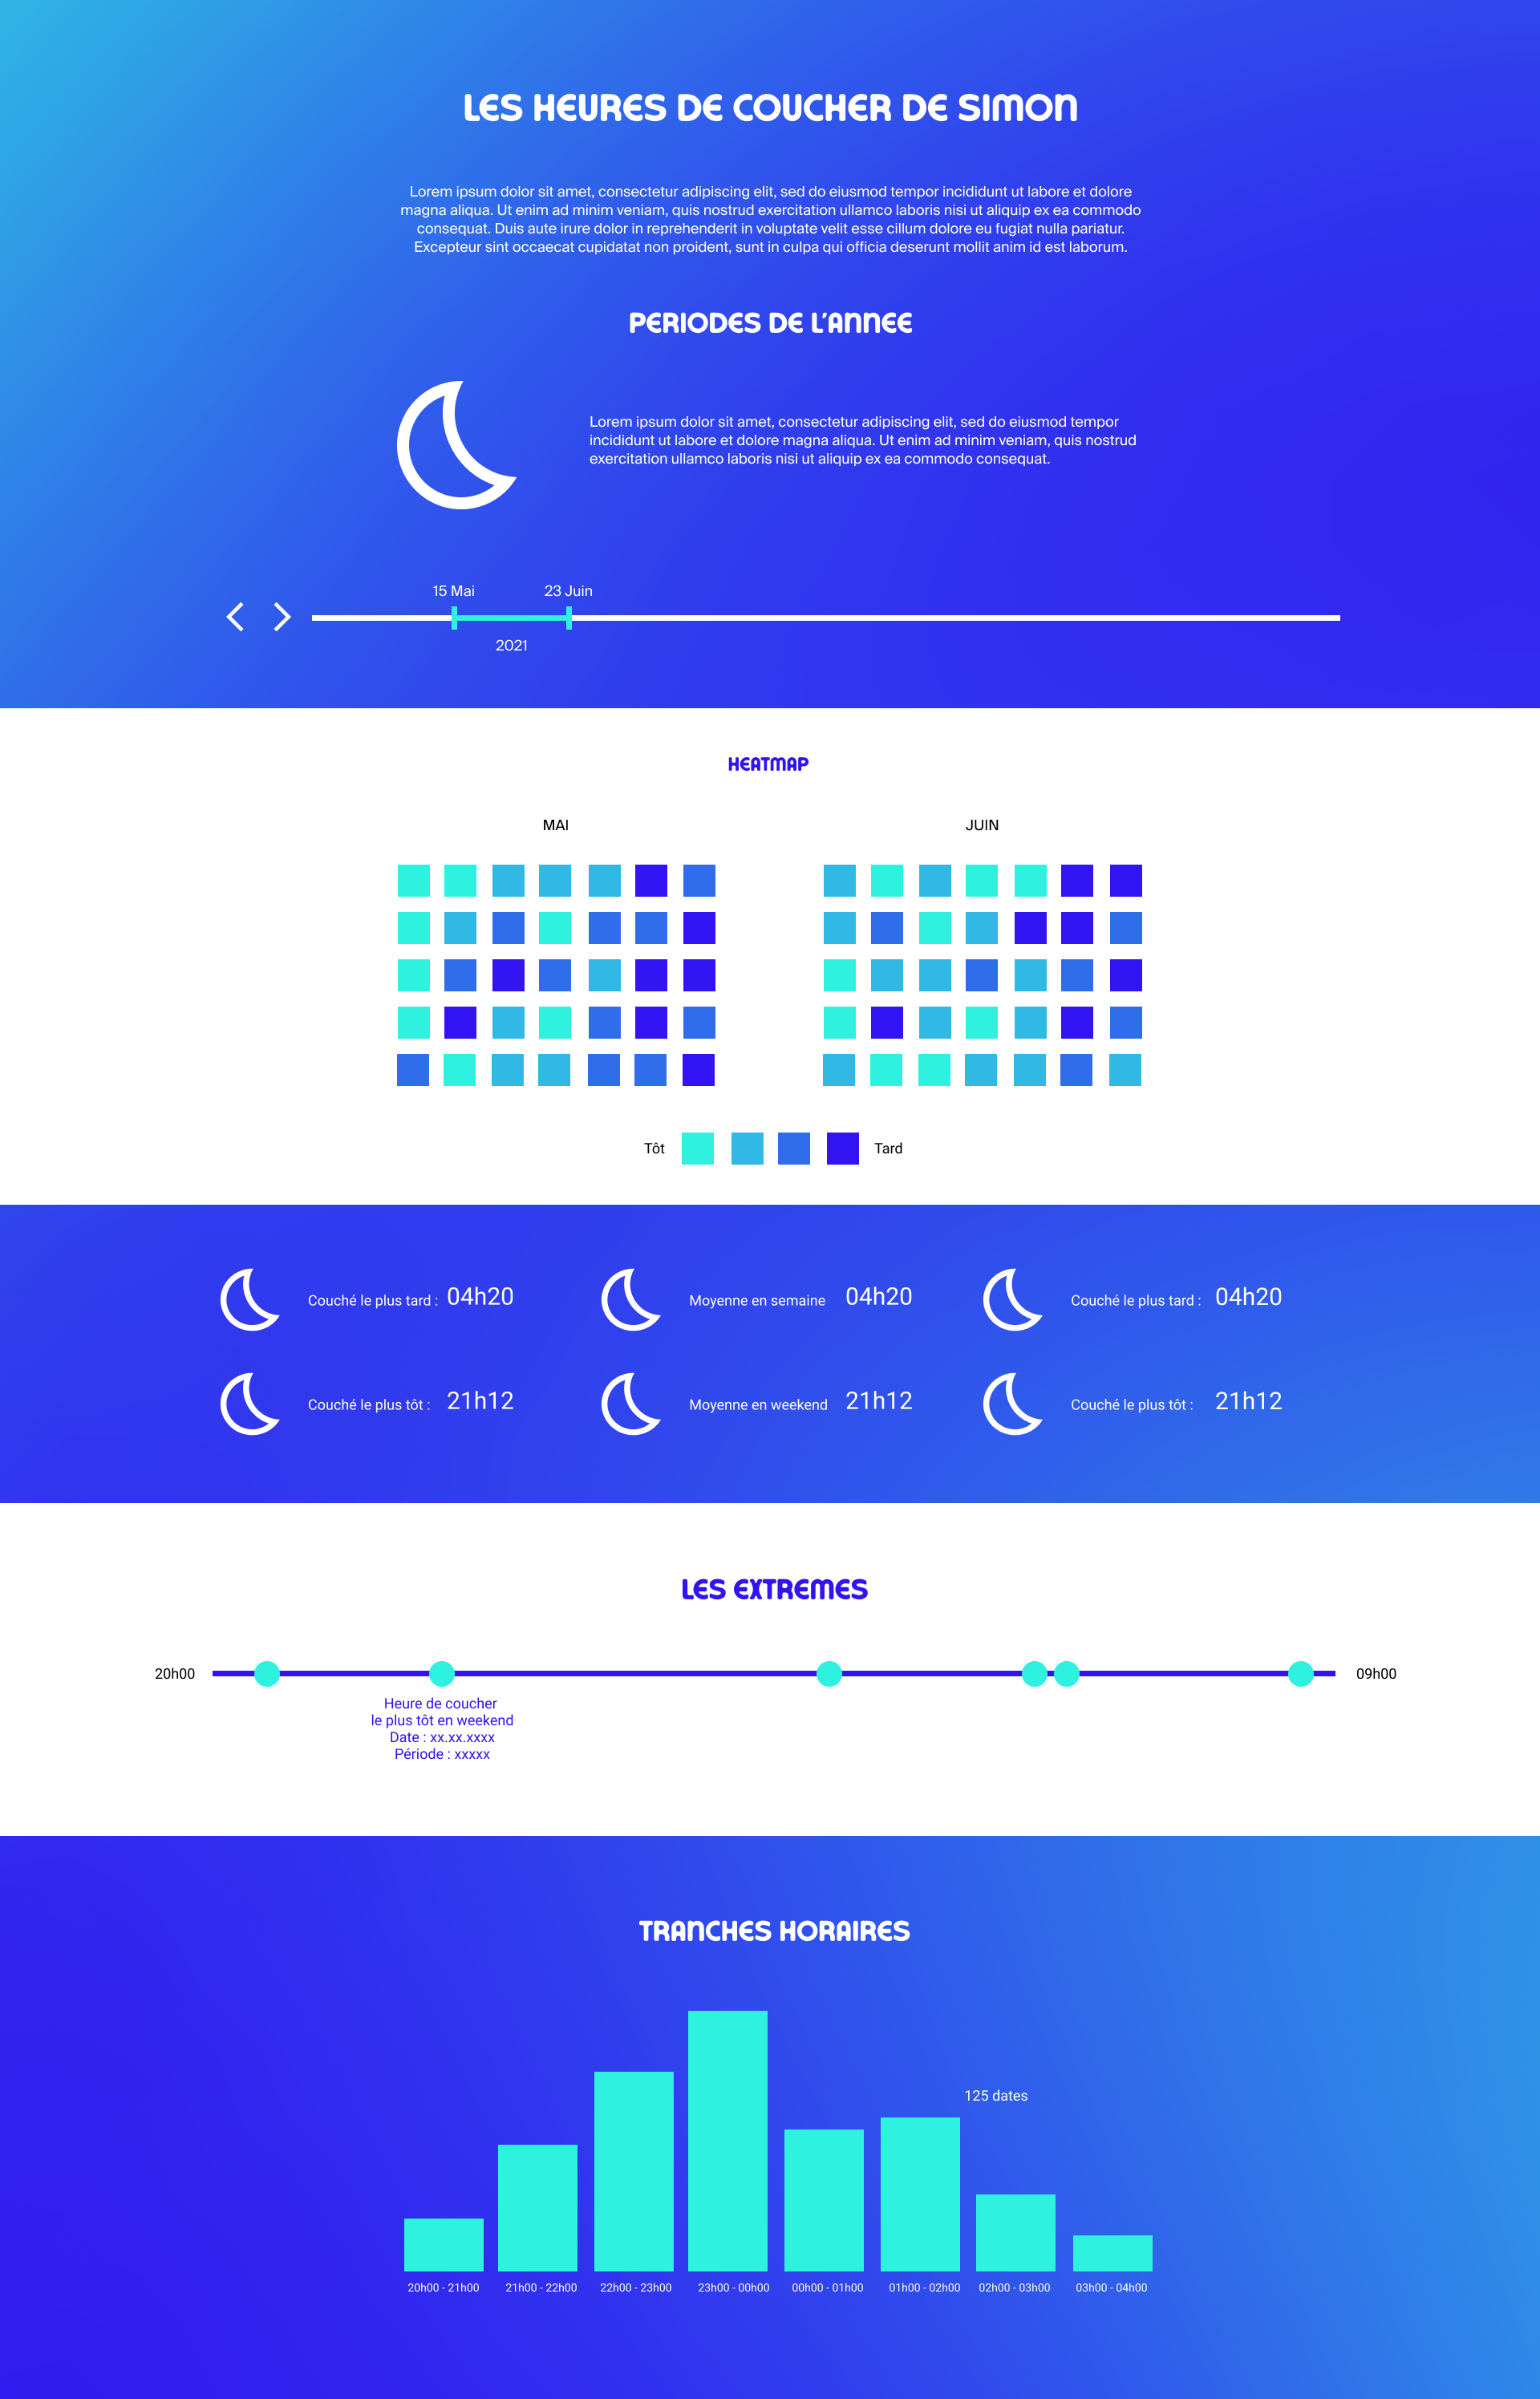 LES HEURES DE COUCHER DE SIMON
Lorem ipsum dolor sit amet, consectetur adipiscing elit, sed do eiusmod tempor incididunt ut labore et dolore
magna aliqua. Ut enim ad minim veniam, quis nostrud exercitation ullamco laboris nisi ut aliquip ex ea commodo
consequat. Duis aute irure dolor in reprehenderit in voluptate velit esse cillum dolore eu fugiat nulla pariatur.
Excepteur sint occaecat cupidatat non proident, sunt in culpa qui officia deserunt mollit anim id est laborum.
PERIODES DE L'ANNEE
Lorem ipsum dolor sit amet, consectetur adipiscing elit, sed do eiusmod tempor
incididunt ut labore et dolore magna aliqua. Ut enim ad minim veniam, quis nostrud
exercitation ullamco laboris nisi ut aliquip ex ea commodo consequat.
15 Mai 23 Juin
2021
HEATMAP
MAI JUIN
Tôt Tard
Couché le plus tard : 04h20 Moyenne en semaine 04h20 Couché le plus tard : 04h20
Couché le plus tôt : 21h12 Moyenne en weekend 21h12 Couché le plus tôt : 21h12
LES EXTREMES
20h00 09h00
Heure de coucher
le plus tôt en weekend
Date : xx.xx.xxxx
Période : xxxxx
TRANCHES HORAIRES
125 dates
20h00 - 21h00 21h00 - 22h00 22h00 - 23h00 23h00 - 00h00 00h00 - 01h00 01h00 - 02h00 02h00 - 03h00 03h00 - 04h00